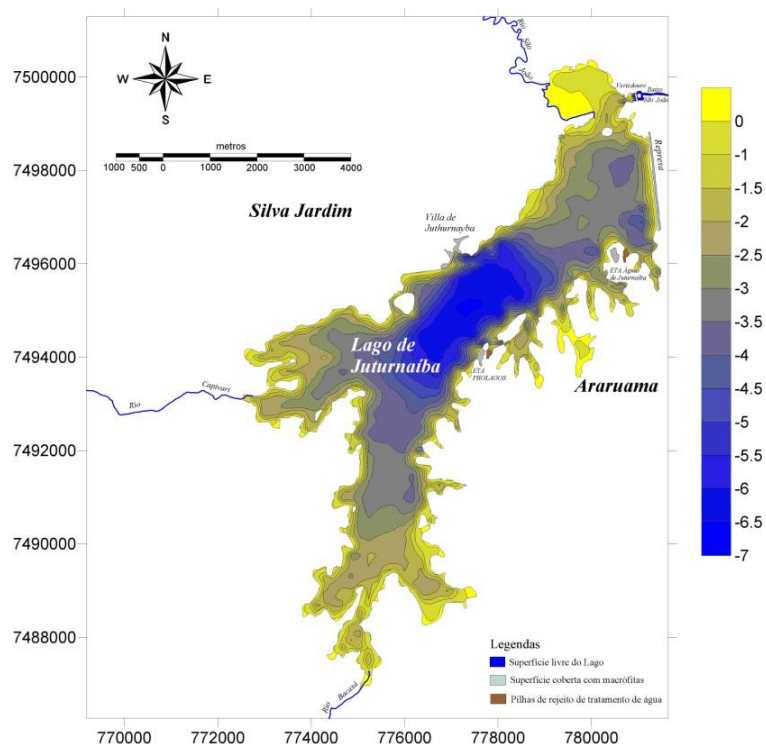 N
W E
S
metros
1000 500 0 1000 2000 3000 4000
7500000
7498000
7496000
7494000
7492000
7490000
7488000
770000 772000 774000 776000 778000 780000
Rio
São
João
Vertedouro
Barra
São João
Represa
Silva Jardim
Villa de
Juthurnayba
ETA Águas
de Juturnaíba
Lago de
Juturnaíba
ETA
PROLAGOS
Araruama
Rio Capivari
Rio Bacaxá
0
-1
-1.5
-2
-2.5
-3
-3.5
-4
-4.5
-5
-5.5
-6
-6.5
-7
Legendas
Superfície livre do Lago
Superfície coberta com macrófitas
Pilhas de rejeito de tratamento de água